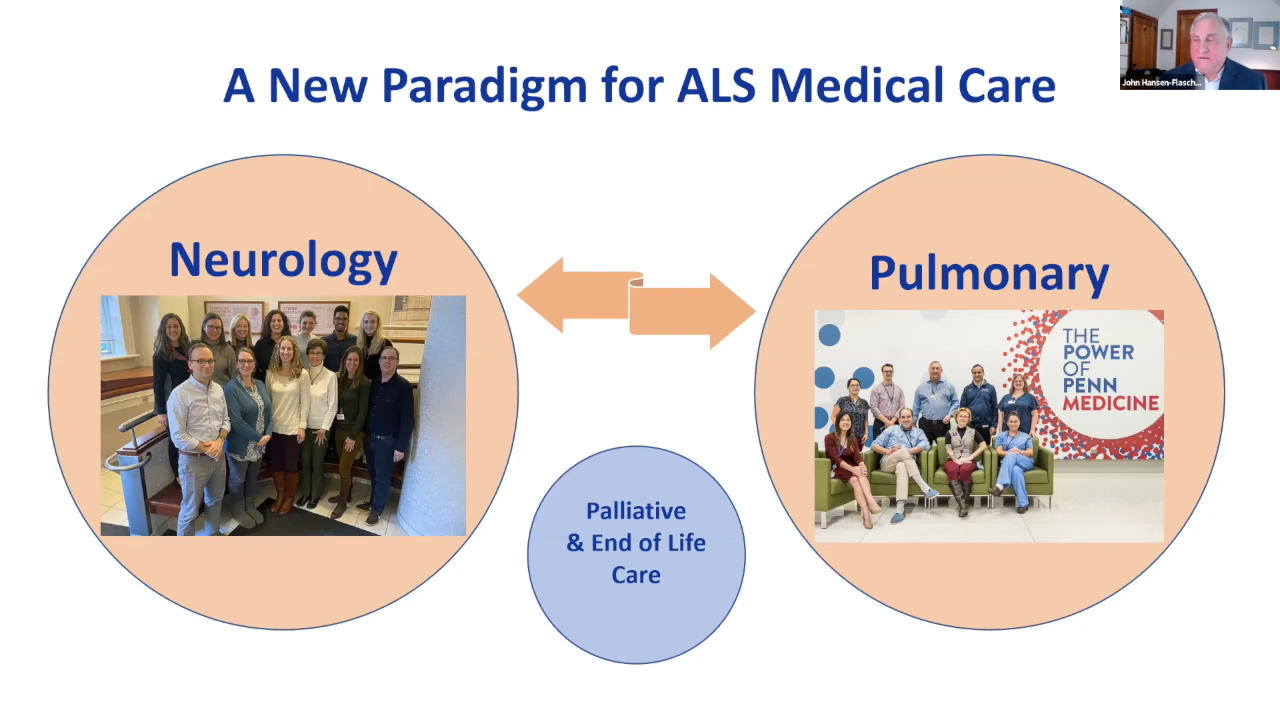 A New Paradigm for ALS Medical Care
John Hansen-Flasch...
Neurology
Pulmonary
THE
POWER
OF
PENN
MEDICINE
Palliative
& End of Life
Care